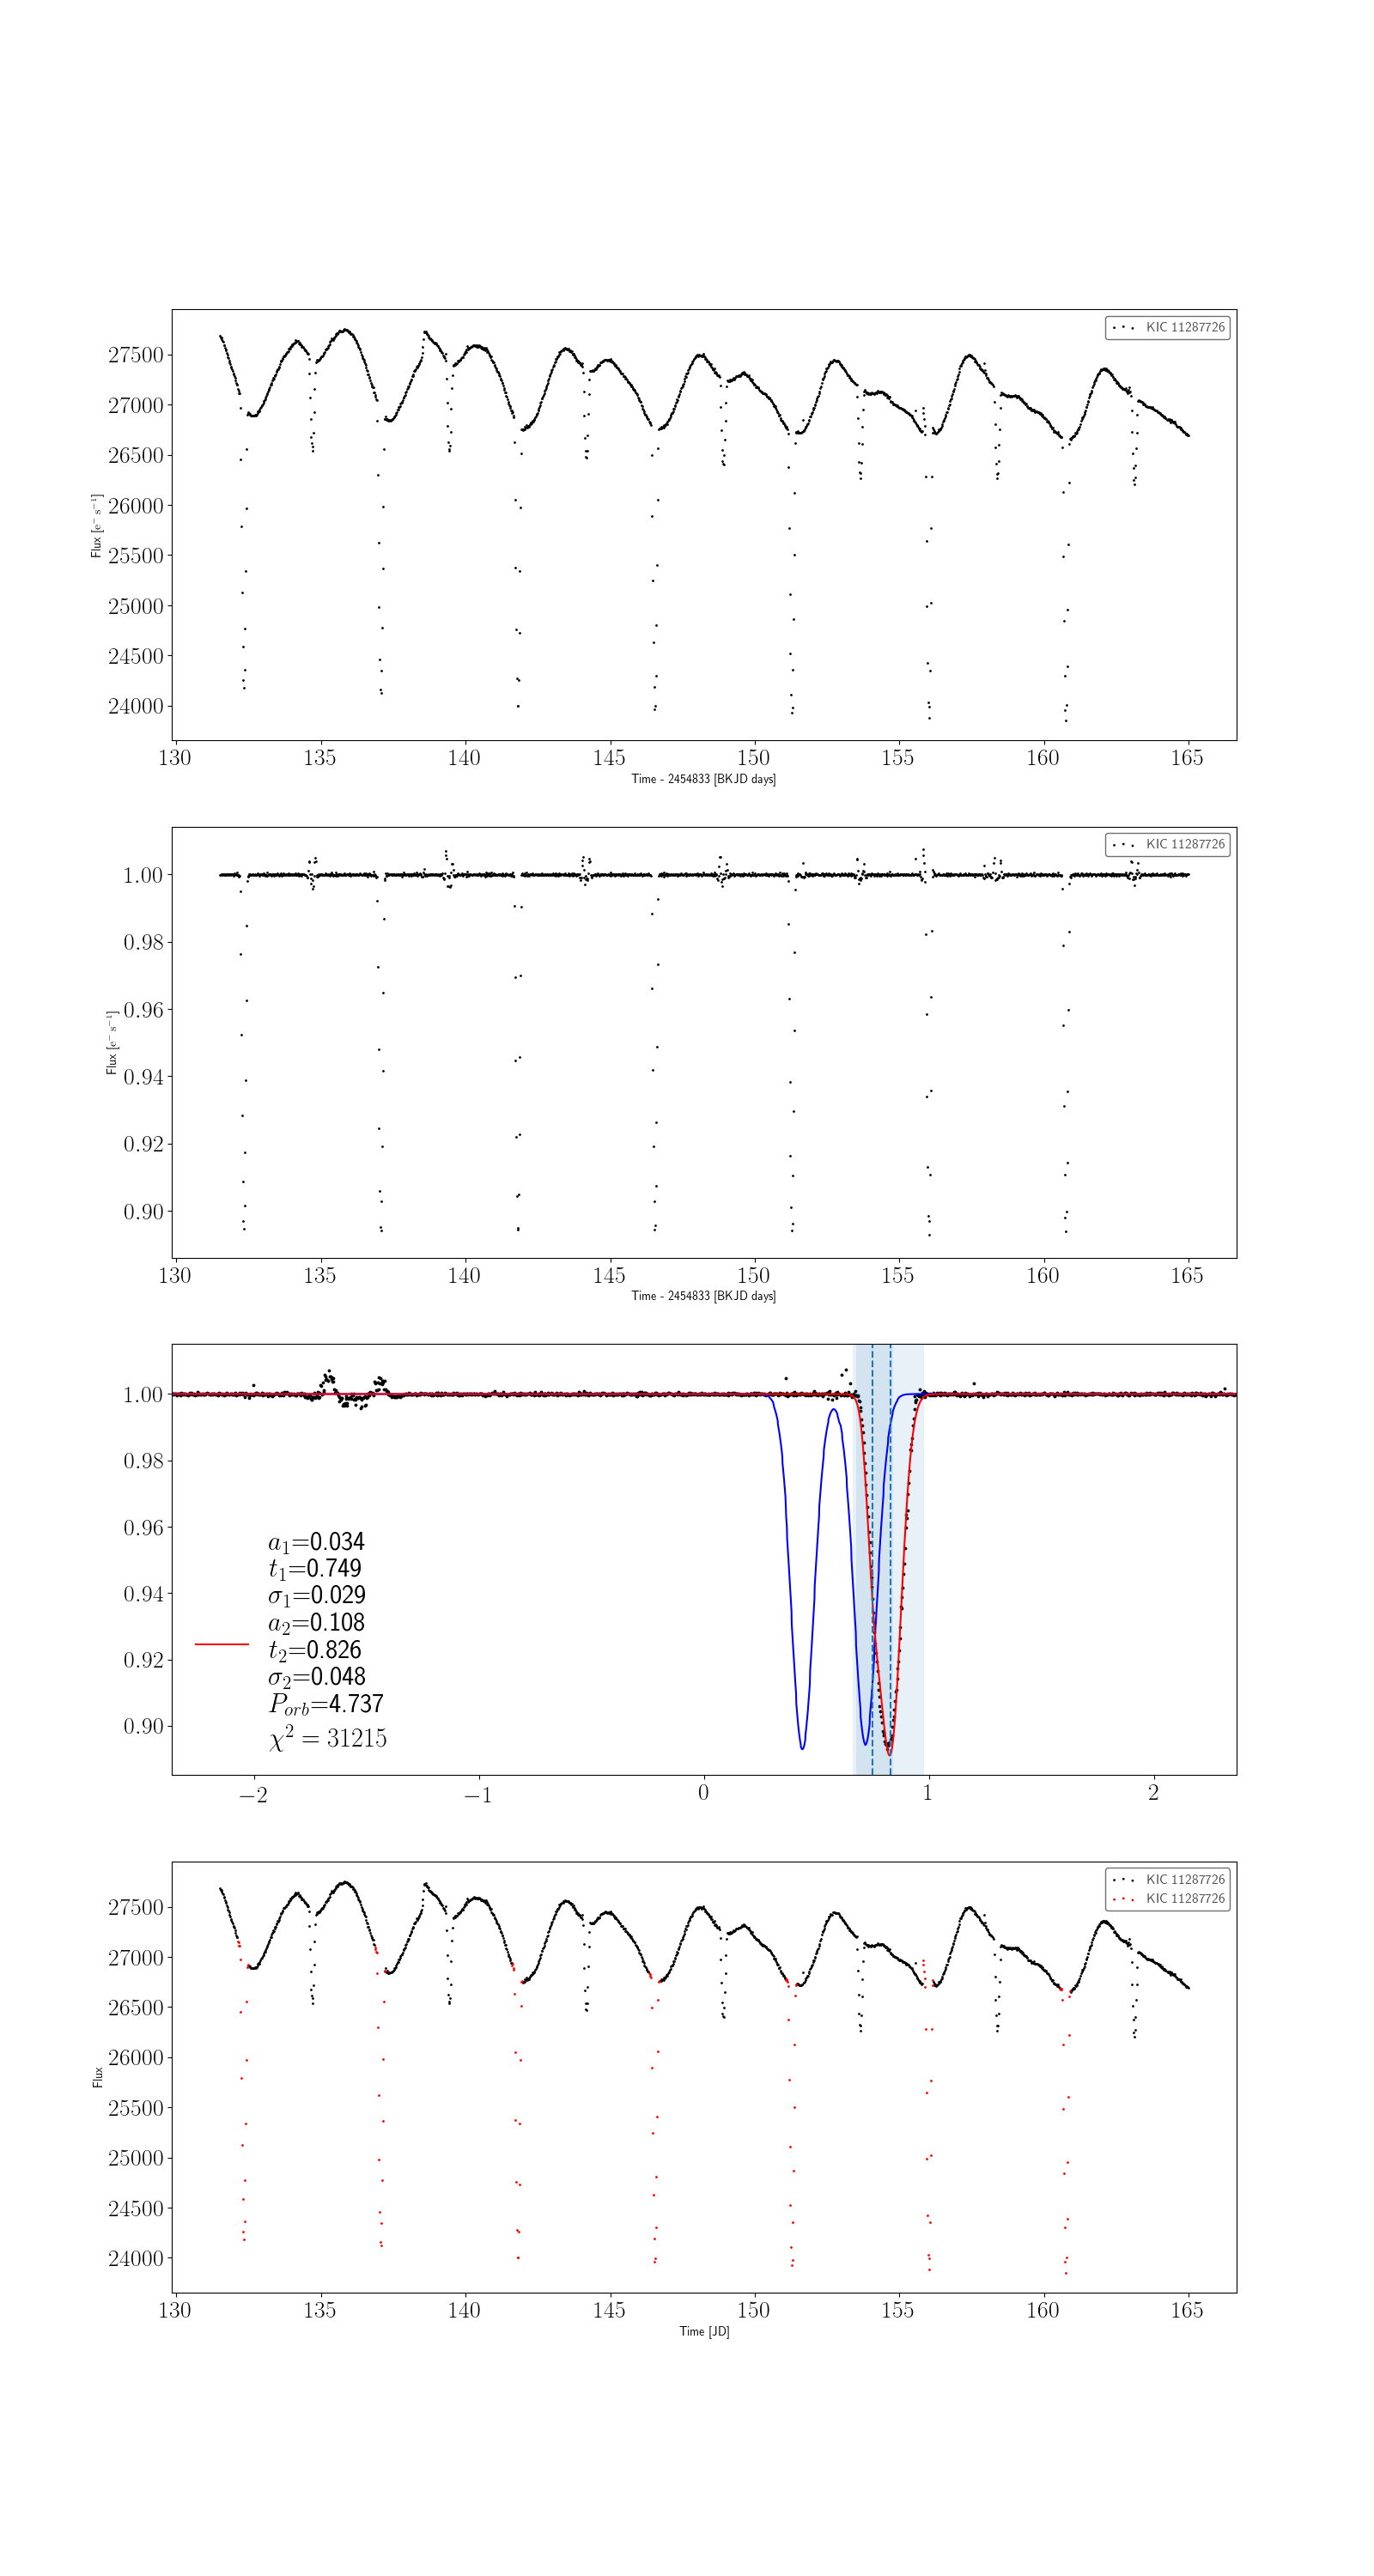 KIC 11287726
27500
27000
26500
26000
25500
25000
24500
24000
Flux [e⁻ s⁻¹]
130 135 140 145 150 155 160 165
Time - 2454833 [BKJD days]
KIC 11287726
1.00
0.98
0.96
0.94
0.92
0.90
Flux [e⁻ s⁻¹]
130 135 140 145 150 155 160 165
Time - 2454833 [BKJD days]
1.00
0.98
0.96
0.94
0.92
0.90
a₁=0.034
t₁=0.749
σ₁=0.029
a₂=0.108
t₂=0.826
σ₂=0.048
P_orb=4.737
χ² = 31215
−2 −1 0 1 2
KIC 11287726
KIC 11287726
27500
27000
26500
26000
25500
25000
24500
24000
Flux
130 135 140 145 150 155 160 165
Time [JD]